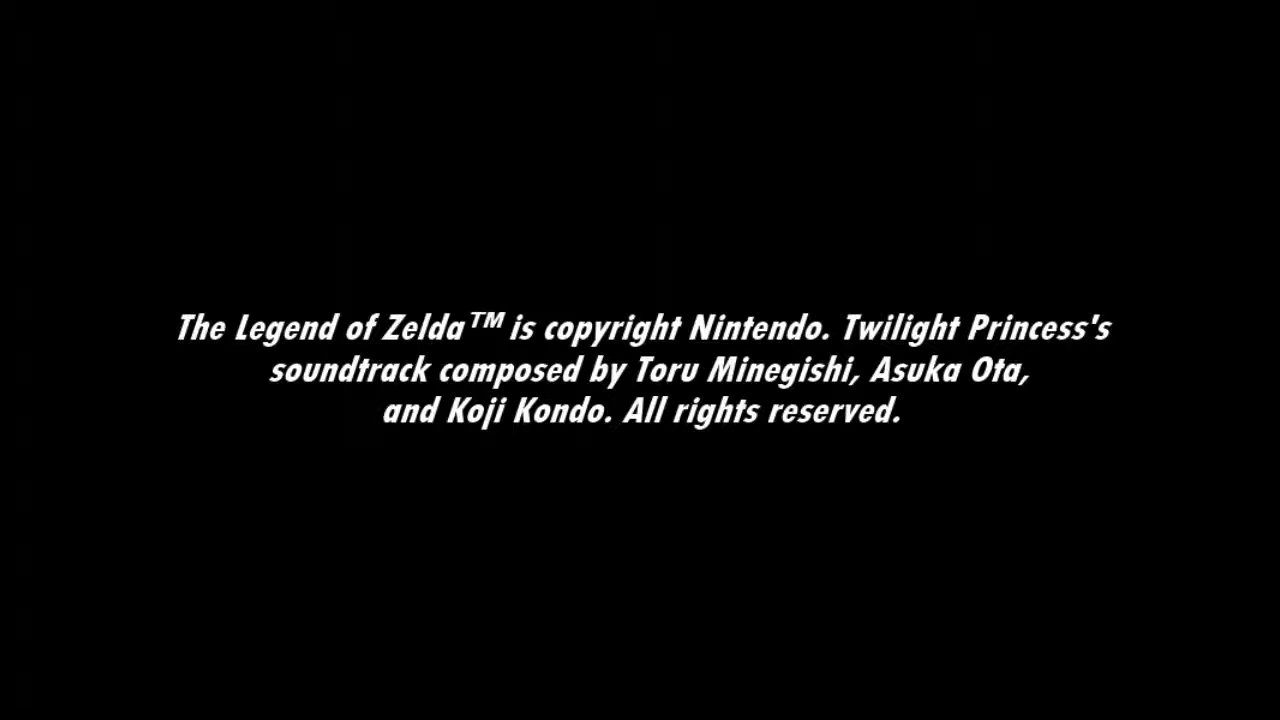 The Legend of Zelda™ is copyright Nintendo. Twilight Princess's
soundtrack composed by Toru Minegishi, Asuka Ota,
and Koji Kondo. All rights reserved.